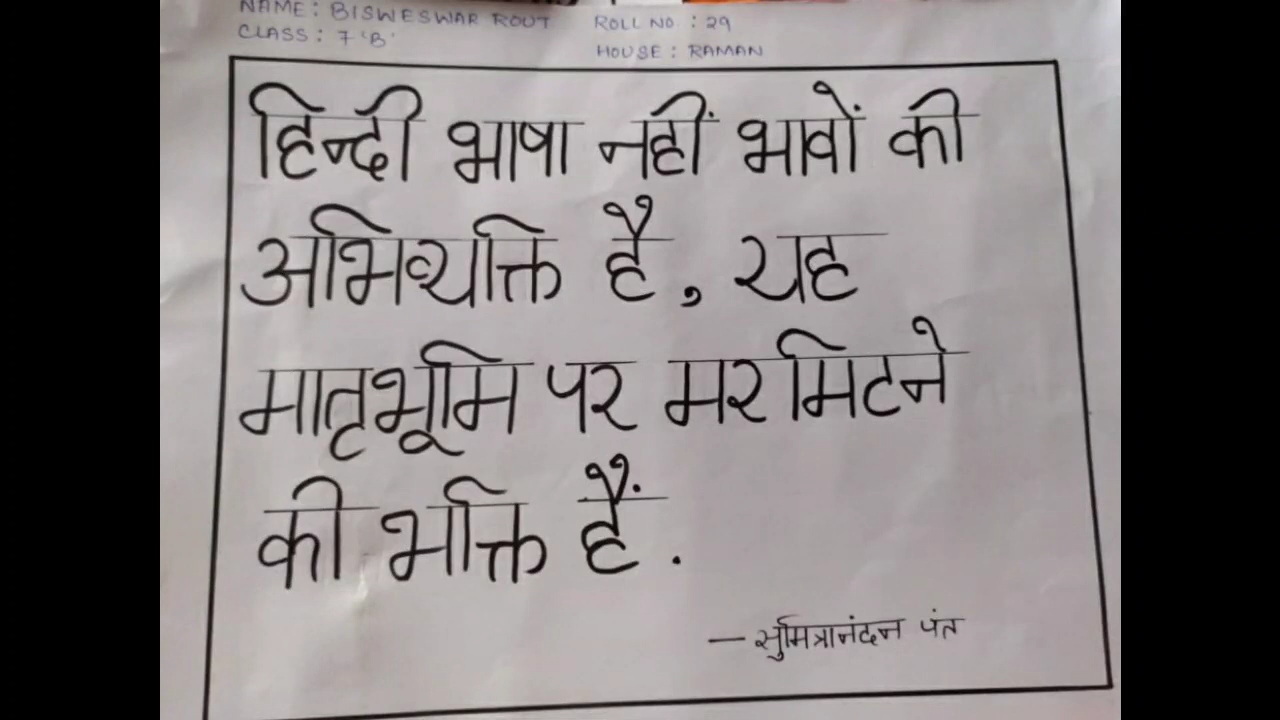 NAME: BISWESWAR ROUT ROLL NO : 29
CLASS : 7 'B' HOUSE : RAMAN
हिन्दी भाषा नहीं भावों की
अभिव्यक्ति है, यह
मातृभूमि पर मर मिटने
की भक्ति हैं.
— सुमित्रानंदन पंत